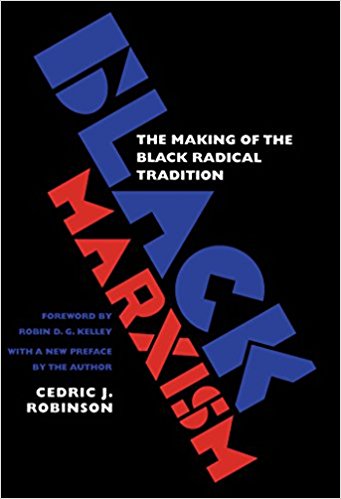 BLACK
MARXISM
THE MAKING OF THE
BLACK RADICAL
TRADITION
FOREWORD BY
ROBIN D. G. KELLEY
WITH A NEW PREFACE
BY THE AUTHOR
CEDRIC J.
ROBINSON